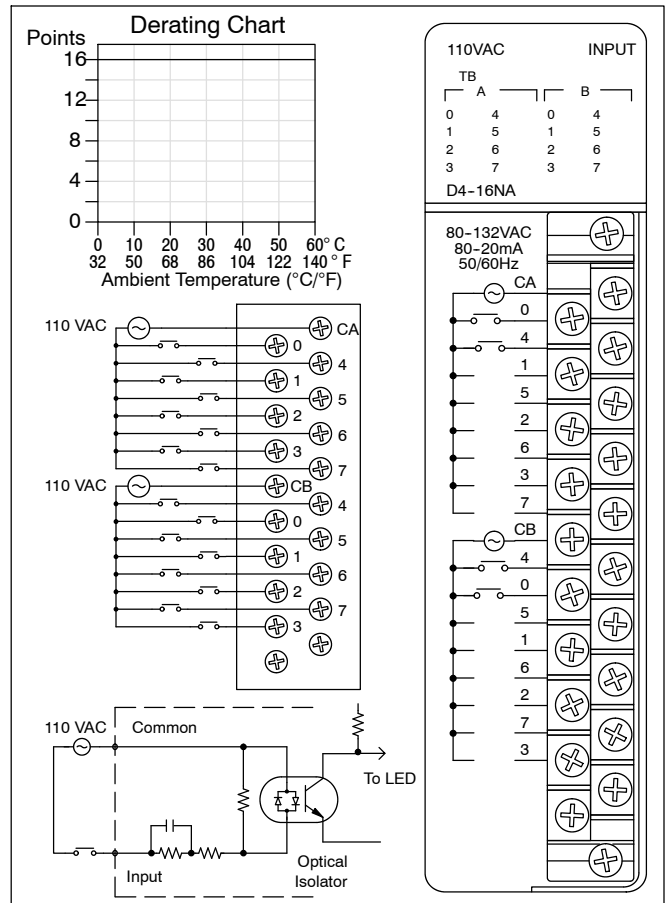 Derating Chart
Points
16
12
8
4
0
0 10 20 30 40 50 60° C
32 50 68 86 104 122 140 ° F
Ambient Temperature (°C/°F)
110 VAC
CA
0
4
1
5
2
6
3
7
110 VAC
CB
4
0
5
1
6
2
7
3
110 VAC
Common
To LED
Input
Optical
Isolator
110VAC INPUT
TB
A B
0 4 0 4
1 5 1 5
2 6 2 6
3 7 3 7
D4--16NA
80--132VAC
80--20mA
50/60Hz
CA
0
4
1
5
2
6
3
7
CB
4
0
5
1
6
2
7
3